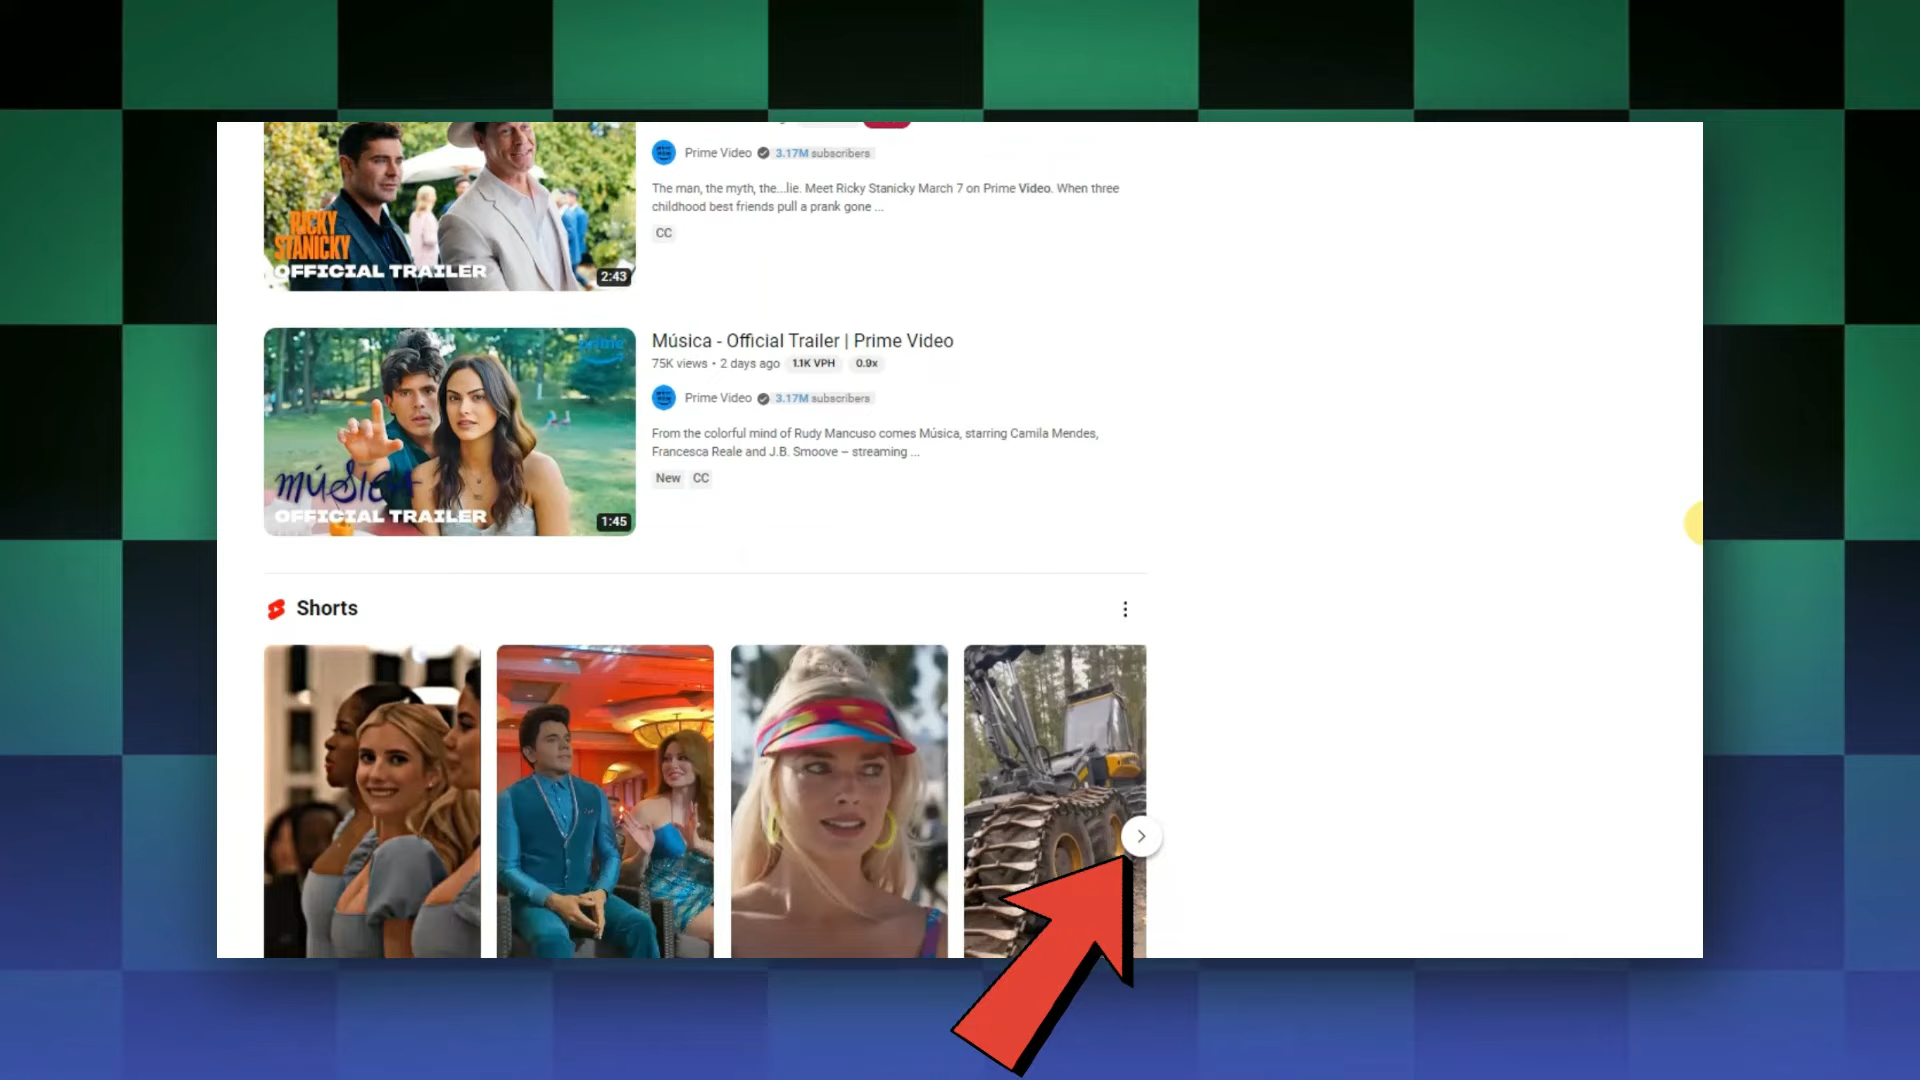 Prime Video 3.17M subscribers
The man, the myth, the...lie. Meet Ricky Stanicky March 7 on Prime Video. When three
childhood best friends pull a prank gone ...
CC
RICKY
STANICKY
OFFICIAL TRAILER
2:43
Música - Official Trailer | Prime Video
75K views • 2 days ago 1.1K VPH 0.9x
Prime Video 3.17M subscribers
From the colorful mind of Rudy Mancuso comes Música, starring Camila Mendes,
Francesca Reale and J.B. Smoove – streaming ...
New CC
prime
MÚSICA
OFFICIAL TRAILER
1:45
Shorts